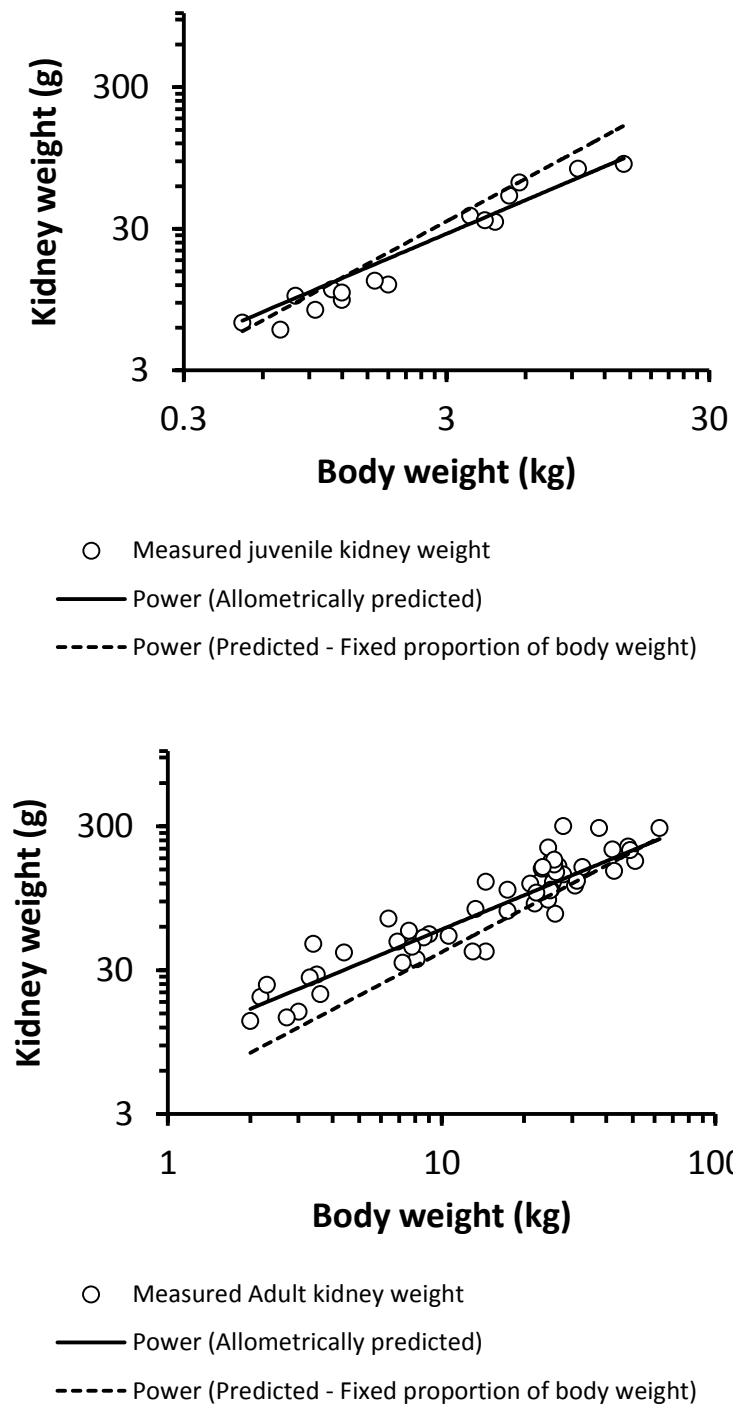 Kidney weight (g)
300
30
3
0.3 3 30
Body weight (kg)
Measured juvenile kidney weight
Power (Allometrically predicted)
Power (Predicted - Fixed proportion of body weight)
Kidney weight (g)
300
30
3
1 10 100
Body weight (kg)
Measured Adult kidney weight
Power (Allometrically predicted)
Power (Predicted - Fixed proportion of body weight)